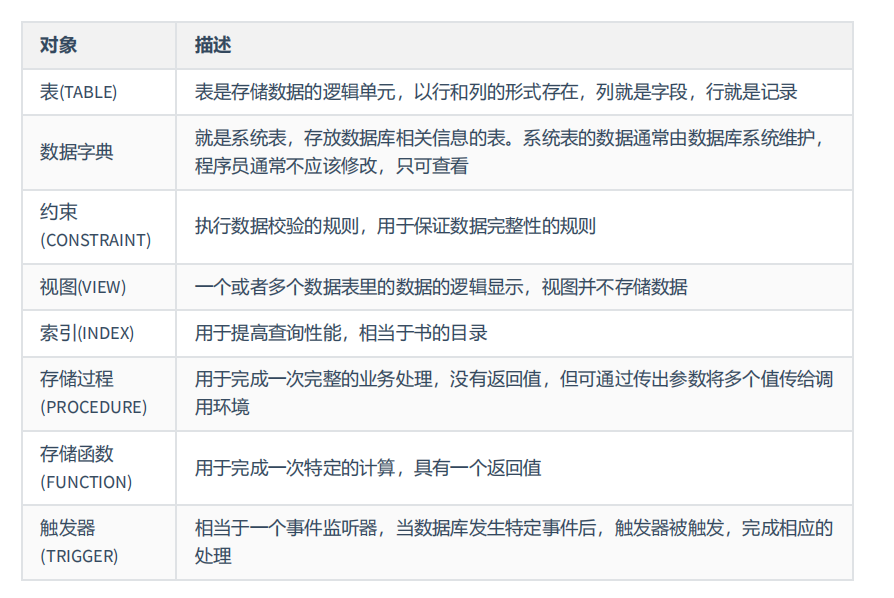 对象
描述
表(TABLE)
表是存储数据的逻辑单元，以行和列的形式存在，列就是字段，行就是记录
数据字典
就是系统表，存放数据库相关信息的表。系统表的数据通常由数据库系统维护，
程序员通常不应该修改，只可查看
约束
(CONSTRAINT)
执行数据校验的规则，用于保证数据完整性的规则
视图(VIEW)
一个或者多个数据表里的数据的逻辑显示，视图并不存储数据
索引(INDEX)
用于提高查询性能，相当于书的目录
存储过程
(PROCEDURE)
用于完成一次完整的业务处理，没有返回值，但可通过传出参数将多个值传给调
用环境
存储函数
(FUNCTION)
用于完成一次特定的计算，具有一个返回值
触发器
(TRIGGER)
相当于一个事件监听器，当数据库发生特定事件后，触发器被触发，完成相应的
处理